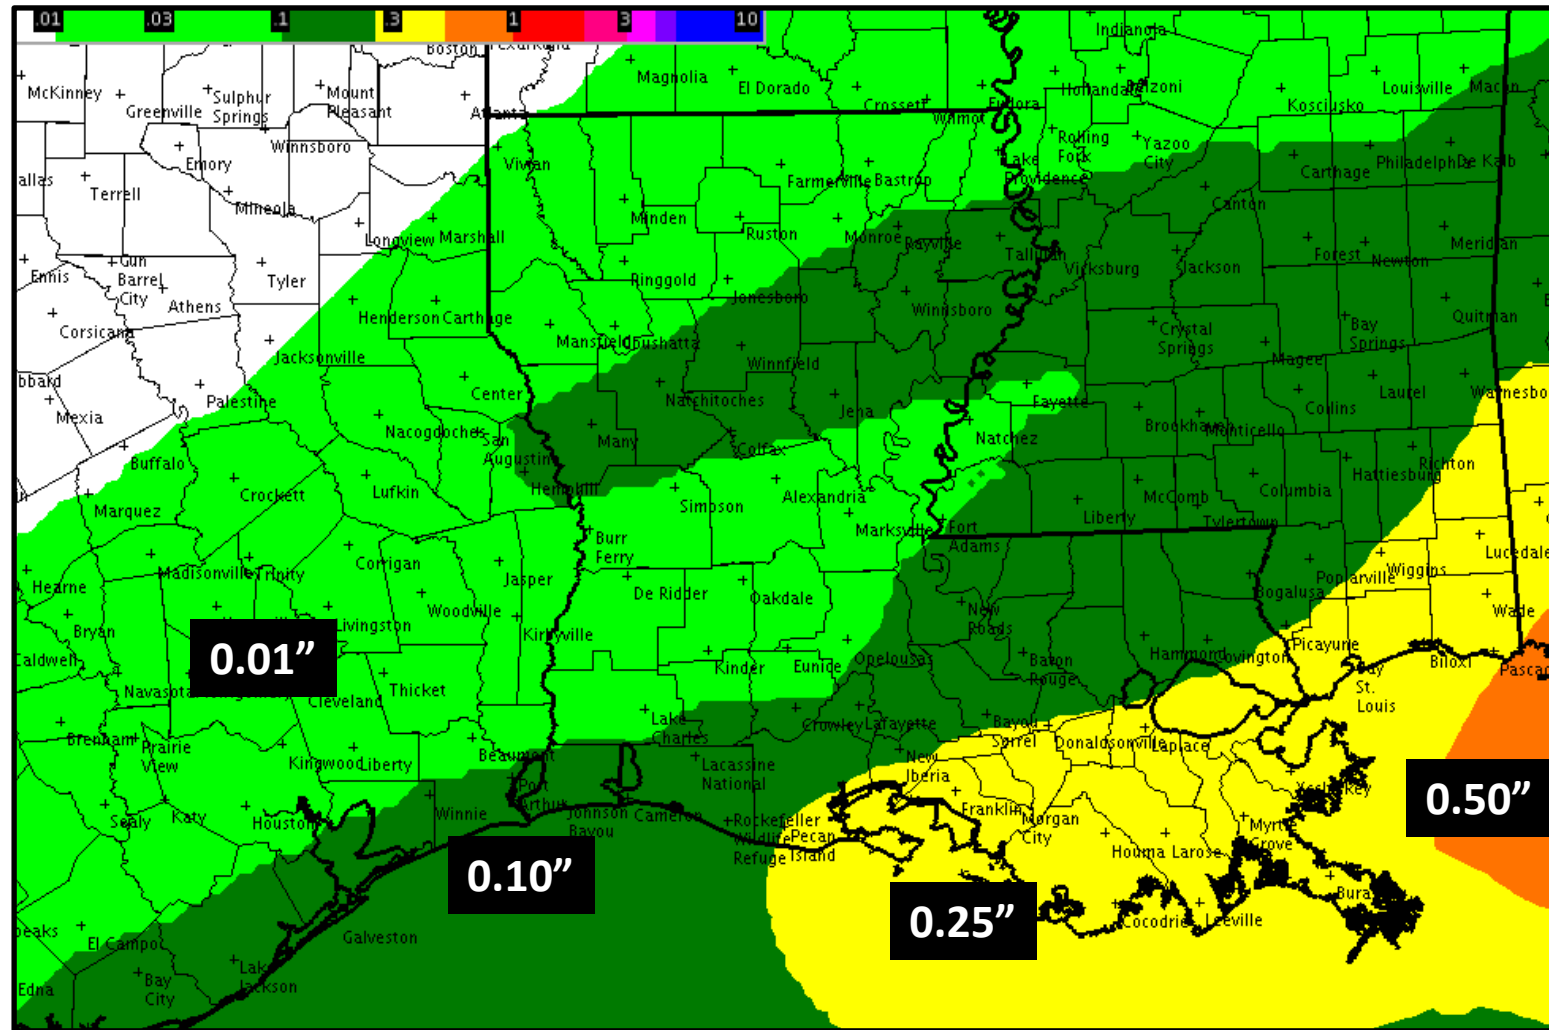 .01 .03 .1 .3 1 3 10
Boston
Indianola
Magnolia
El Dorado
McKinney
Greenville
Sulphur
Springs
Mount
Pleasant
Atlanta
Crossett
Eudora
Hollandale
Belzoni
Kosciusko
Louisville
Macon
Wilmot
Emory
Winnsboro
Vivian
Lake
Providence
Rolling
Fork
Yazoo
City
Carthage
Philadelphia
De Kalb
allas
Terrell
Mineola
Farmerville
Bastrop
Canton
Longview
Marshall
Minden
Ruston
Monroe
Rayville
Tallulah
Vicksburg
Jackson
Forest
Newton
Meridian
Ennis
Gun
Barrel
City
Tyler
Athens
Ringgold
Jonesboro
Winnsboro
Corsicana
Henderson
Carthage
Mansfield
Coushatta
Crystal
Springs
Bay
Springs
Quitman
Jacksonville
Winnfield
Magee
bbard
Mexia
Palestine
Center
Natchitoches
Jena
Fayette
Collins
Laurel
Waynesbo
Nacogdoches
San
Augustine
Many
Colfax
Natchez
Brookhaven
Monticello
Buffalo
Hattiesburg
Richton
Crockett
Lufkin
Hemphill
Simpson
Alexandria
McComb
Columbia
Marquez
Marksville
Fort
Adams
Liberty
Tylertown
Burr
Ferry
Lucedale
Hearne
Madisonville
Trinity
Corrigan
Jasper
De Ridder
Oakdale
Bogalusa
Poplarville
Wiggins
Wade
Bryan
Livingston
Woodville
Kirbyville
New
Roads
Caldwell
0.01”
Kinder
Eunice
Opelousas
Baton
Rouge
Hammond
Covington
Picayune
Bay
St.
Louis
Biloxi
Pascag
Navasota
Cleveland
Thicket
Brenham
Prairie
View
Kingwood
Liberty
Beaumont
Lake
Charles
Crowley
Lafayette
Bayou
Sorrel
Donaldsonville
Laplace
Lacassine
National
New
Iberia
Sealy
Katy
Houston
Winnie
Port
Arthur
Johnson
Bayou
Cameron
Rockefeller
Wildlife
Refuge
Pecan
Island
Franklin
Morgan
City
Houma
Larose
Myrtle
Grove
0.50”
0.10”
0.25”
Buras
Cocodrie
Leeville
El Campo
Galveston
Bay
City
Lake
Jackson
Edna